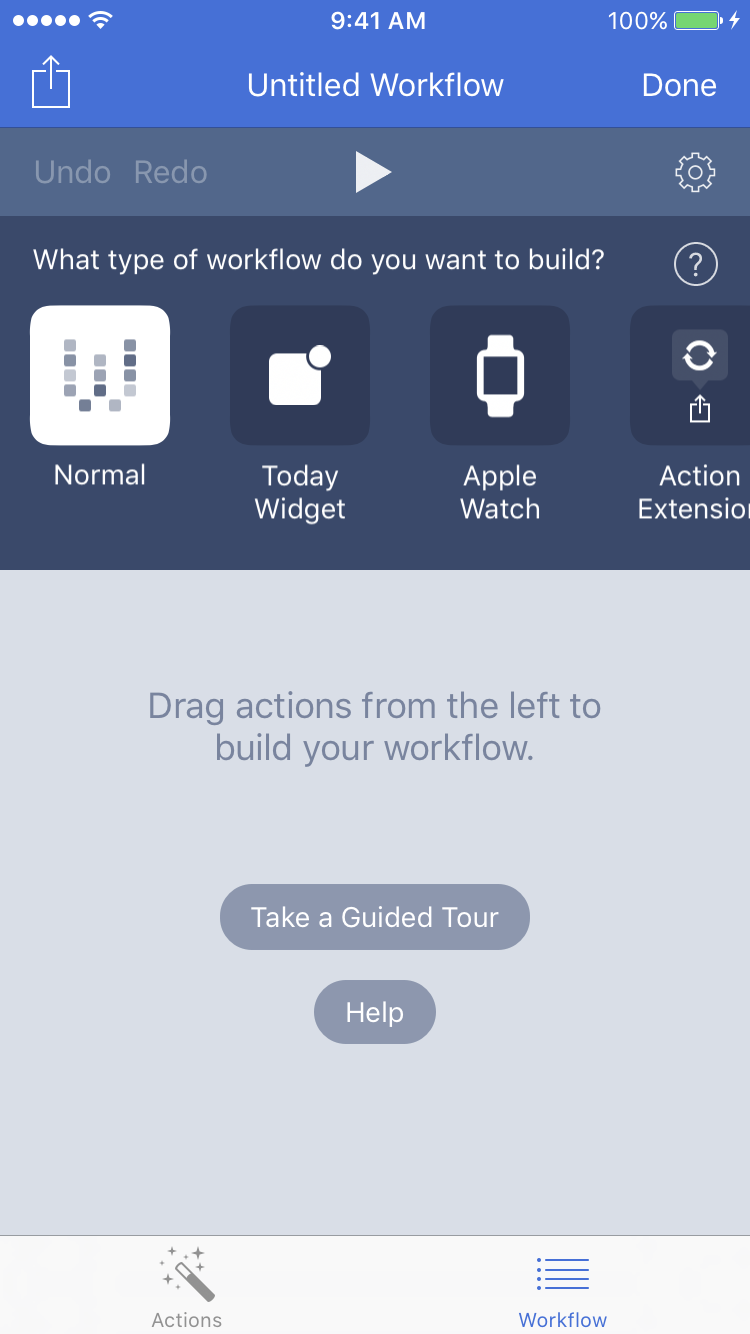 9:41 AM
100%
Untitled Workflow
Done
Undo Redo
What type of workflow do you want to build?
?
Normal
Today
Widget
Apple
Watch
Action
Extension
Drag actions from the left to
build your workflow.
Take a Guided Tour
Help
Actions
Workflow